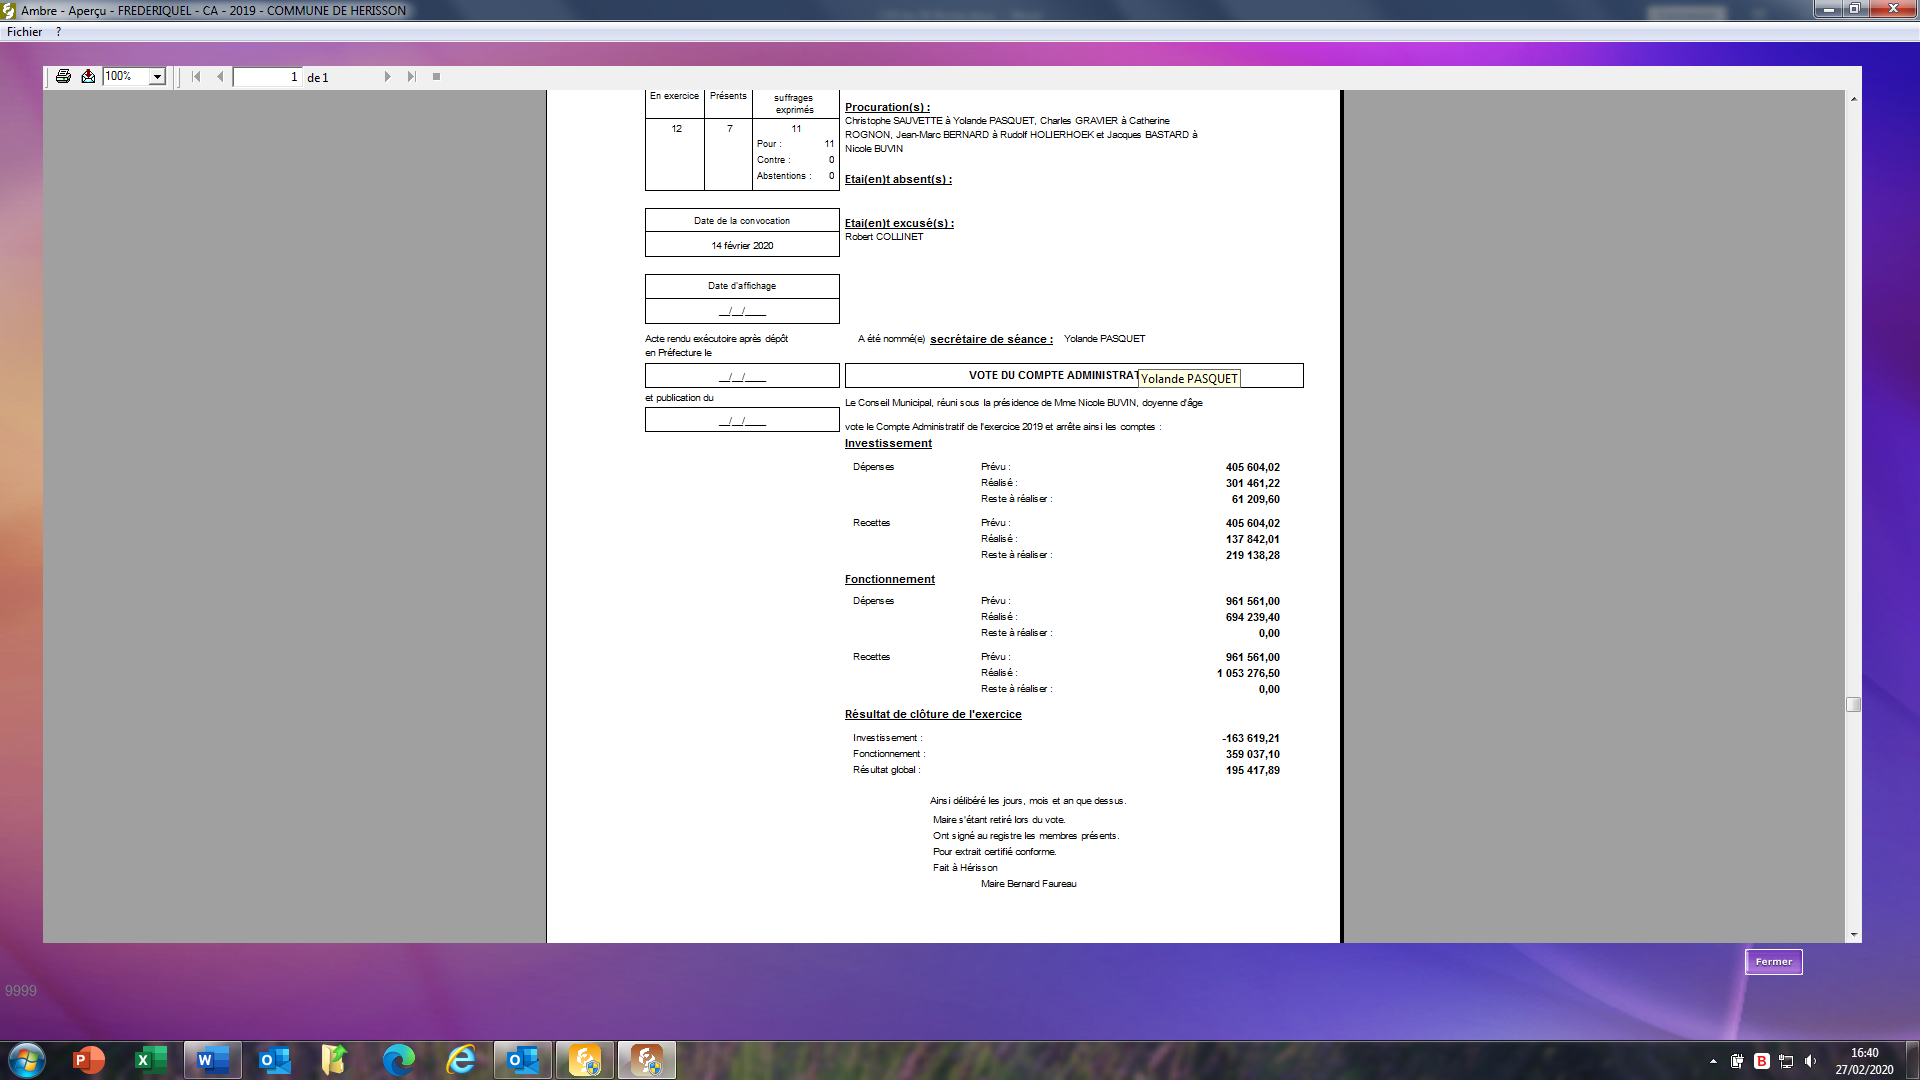 Ambre - Aperçu - FREDERIQUEL - CA - 2019 - COMMUNE DE HERISSON
Fichier ?
100% 1 de 1
En exercice Présents suffrages exprimés
12 7 11
Pour : 11
Contre : 0
Abstentions : 0
Procuration(s) :
Christophe SAUVETTE à Yolande PASQUET, Charles GRAVIER à Catherine
ROGNON, Jean-Marc BERNARD à Rudolf HOLIERHOEK et Jacques BASTARD à
Nicole BUVIN
Etai(en)t absent(s) :
Date de la convocation
14 février 2020
Etai(en)t excusé(s) :
Robert COLLINET
Date d'affichage
__/__/____
Acte rendu exécutoire après dépôt
en Préfecture le
__/__/____
et publication du
__/__/____
A été nommé(e) secrétaire de séance : Yolande PASQUET
VOTE DU COMPTE ADMINISTRAT
Yolande PASQUET
Le Conseil Municipal, réuni sous la présidence de Mme Nicole BUVIN, doyenne d'âge
vote le Compte Administratif de l'exercice 2019 et arrête ainsi les comptes :
Investissement
Dépenses Prévu : 405 604,02
Réalisé : 301 461,22
Reste à réaliser : 61 209,60
Recettes Prévu : 405 604,02
Réalisé : 137 842,01
Reste à réaliser : 219 138,28
Fonctionnement
Dépenses Prévu : 961 561,00
Réalisé : 694 239,40
Reste à réaliser : 0,00
Recettes Prévu : 961 561,00
Réalisé : 1 053 276,50
Reste à réaliser : 0,00
Résultat de clôture de l'exercice
Investissement : -163 619,21
Fonctionnement : 359 037,10
Résultat global : 195 417,89
Ainsi délibéré les jours, mois et an que dessus.
Maire s'étant retiré lors du vote.
Ont signé au registre les membres présents.
Pour extrait certifié conforme.
Fait à Hérisson
Maire Bernard Faureau
Fermer
9999
16:40
27/02/2020